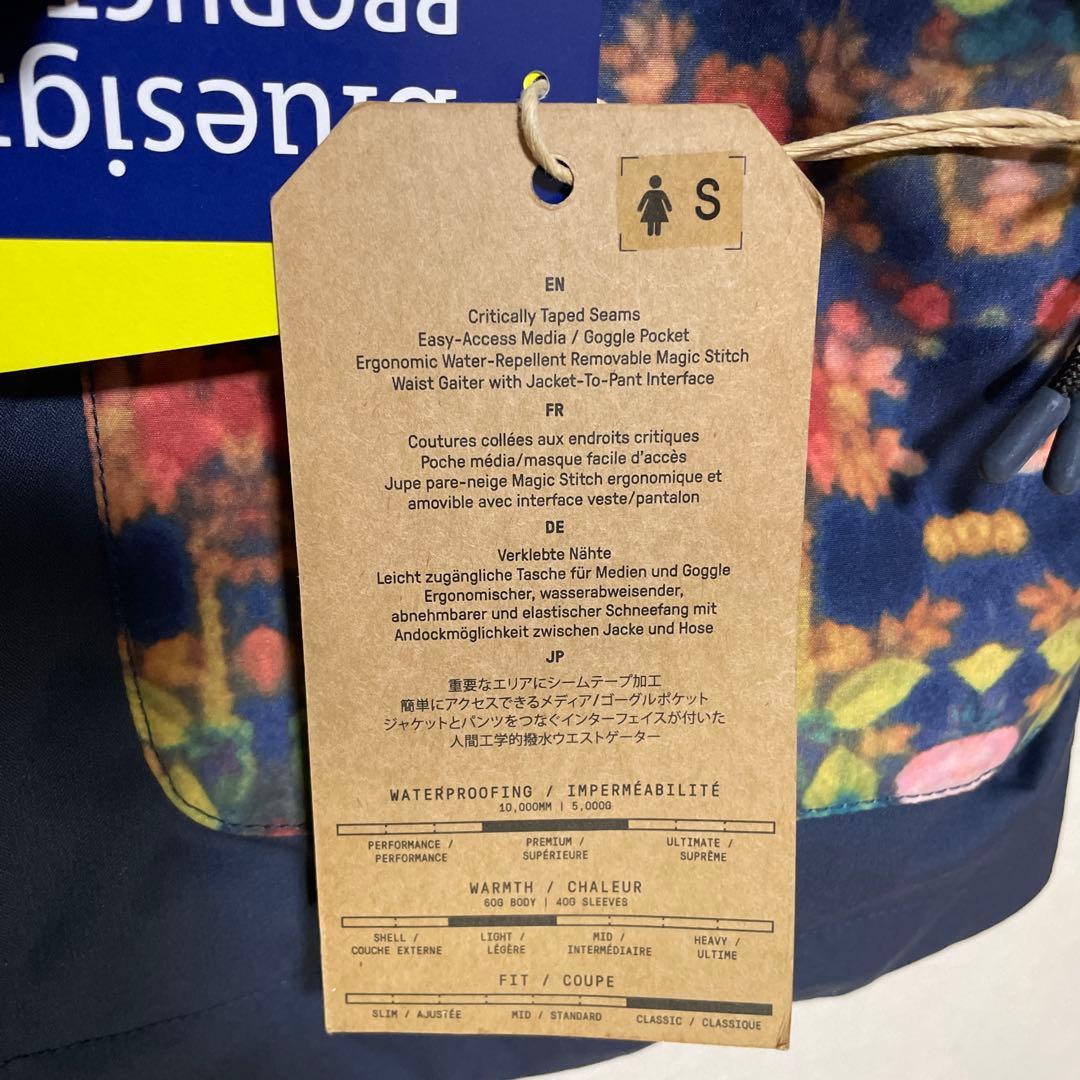 PRODUCT
bluesign
S
EN
Critically Taped Seams
Easy-Access Media / Goggle Pocket
Ergonomic Water-Repellent Removable Magic Stitch
Waist Gaiter with Jacket-To-Pant Interface
FR
Coutures collées aux endroits critiques
Poche média/masque facile d'accès
Jupe pare-neige Magic Stitch ergonomique et
amovible avec interface veste/pantalon
DE
Verklebte Nähte
Leicht zugängliche Tasche für Medien und Goggle
Ergonomischer, wasserabweisender,
abnehmbarer und elastischer Schneefang mit
Andockmöglichkeit zwischen Jacke und Hose
JP
重要なエリアにシームテープ加工
簡単にアクセスできるメディア/ゴーグルポケット
ジャケットとパンツをつなぐインターフェイスが付いた
人間工学的撥水ウエストゲーター
WATERPROOFING / IMPERMÉABILITÉ
10,000MM | 5,000G
PERFORMANCE / PREMIUM / ULTIMATE /
PERFORMANCE SUPÉRIEURE SUPRÊME
WARMTH / CHALEUR
60G BODY | 40G SLEEVES
SHELL / LIGHT / MID / HEAVY /
COUCHE EXTERNE LÉGÈRE INTERMÉDIAIRE ULTIME
FIT / COUPE
SLIM / AJUSTÉE MID / STANDARD CLASSIC / CLASSIQUE